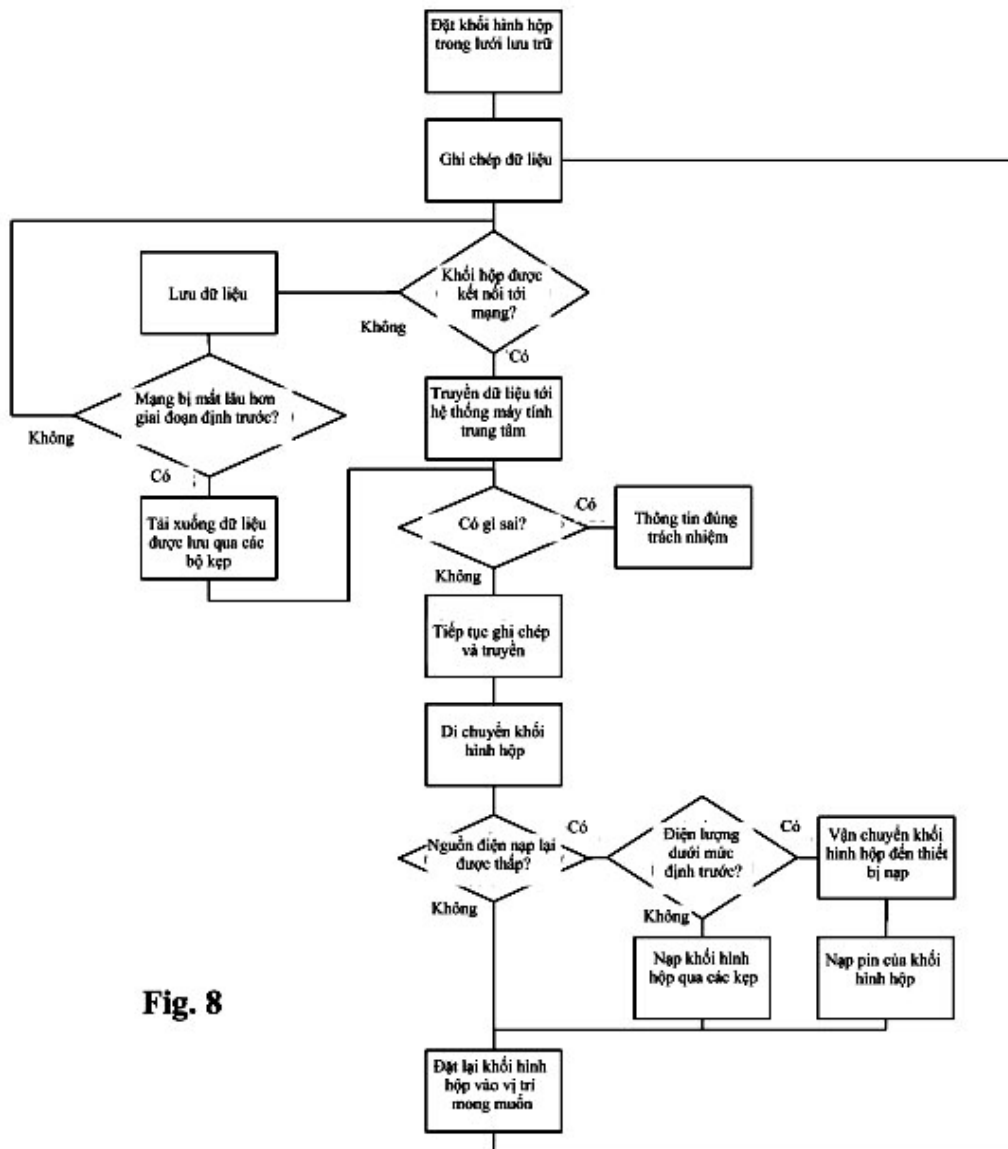 Đặt khối hình hộp
trong lưới lưu trữ
Ghi chép dữ liệu
Khối hộp được
kết nối tới
mạng?
Không
Có
Lưu dữ liệu
Mạng bị mất lâu hơn
giai đoạn định trước?
Không
Có
Truyền dữ liệu tới
hệ thống máy tính
trung tâm
Tải xuống dữ liệu
được lưu qua các
bộ kẹp
Có gì sai?
Có
Không
Thông tin đúng
trách nhiệm
Tiếp tục ghi chép
và truyền
Di chuyển khối
hình hộp
Nguồn điện nạp lại
được thấp?
Có
Không
Điện lượng
dưới mức
định trước?
Có
Không
Vận chuyển khối
hình hộp đến thiết
bị nạp
Nạp khối hình
hộp qua các kẹp
Nạp pin của khối
hình hộp
Fig. 8
Đặt lại khối hình
hộp vào vị trí
mong muốn